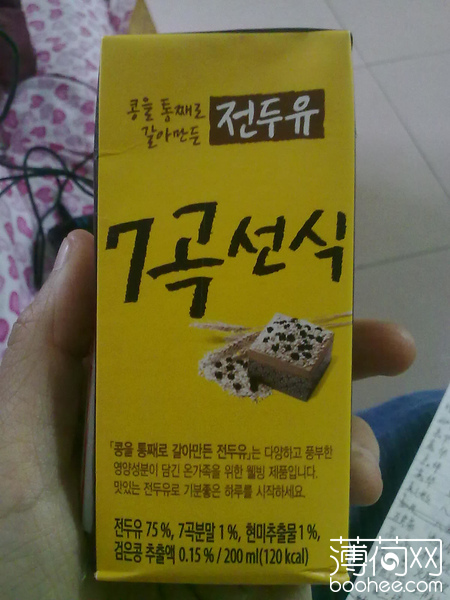 콩을 통째로
갈아만든
전두유
7곡선식
「콩을 통째로 갈아만든 전두유」는 다양하고 풍부한
영양성분이 담긴 온가족을 위한 웰빙 제품입니다.
맛있는 전두유로 기분좋은 하루를 시작하세요.
전두유 75 %, 7곡분말 1 %, 현미추출물 1 %,
검은콩 추출액 0.15 % / 200 ml (120 kcal)
薄荷网
boohee.com